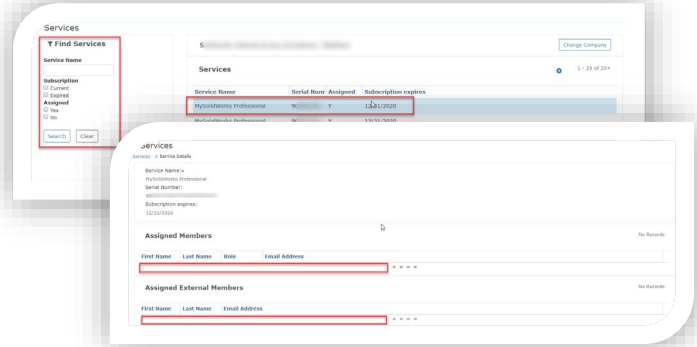 Services
Find Services
Service Name
Subscription
Current
Expired
Assigned
Yes
No
Search Clear
S
Change Company
Services
1 - 25 of 25+
Service Name Serial Num Assigned Subscription expires
MySolidWorks Professional 90 Y 12/31/2020
MySolidWorks Professional 90 Y 12/31/2020
Services
Services > Service Details
Service Name:
MySolidWorks Professional
Serial Number:
Subscription expires:
12/31/2020
Assigned Members
No Records
First Name Last Name Role Email Address
Assigned External Members
No Records
First Name Last Name Email Address